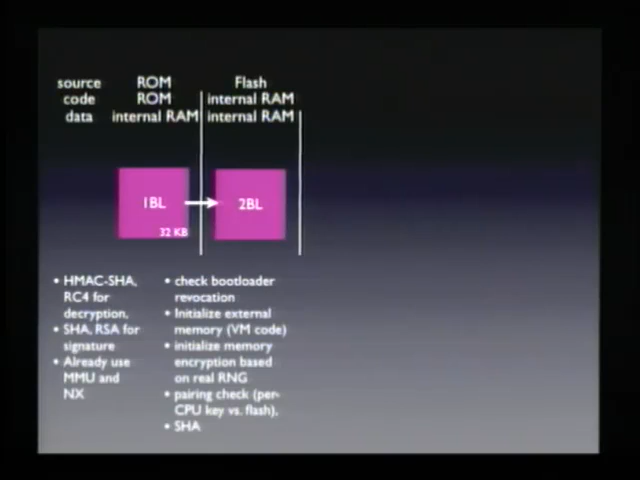 source ROM Flash
code ROM internal RAM
data internal RAM internal RAM
1BL 2BL
32 KB
• HMAC-SHA,
RC4 for
decryption,
• SHA, RSA for
signature
• Already use
MMU and
NX
• check bootloader
revocation
• Initialize external
memory (VM code)
• initialize memory
encryption based
on real RNG
• pairing check (per-
CPU key vs. flash),
• SHA